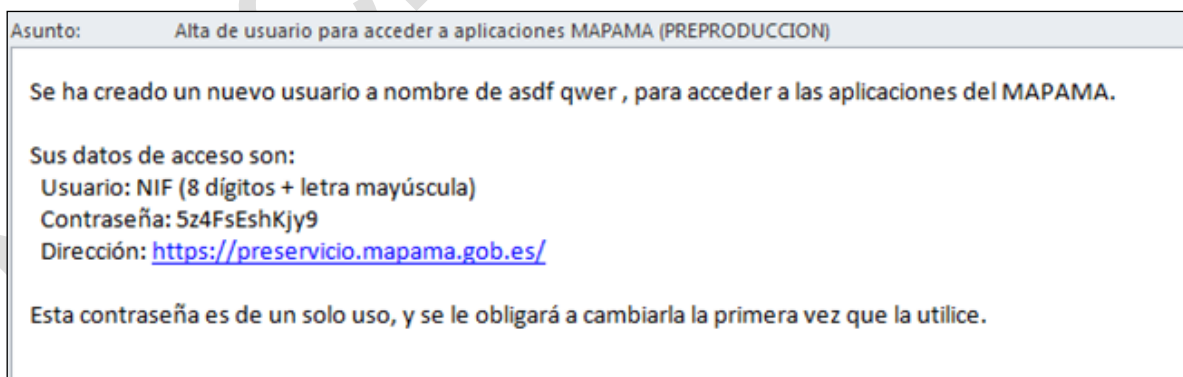 Asunto: Alta de usuario para acceder a aplicaciones MAPAMA (PREPRODUCCION)
Se ha creado un nuevo usuario a nombre de asdf qwer , para acceder a las aplicaciones del MAPAMA.
Sus datos de acceso son:
Usuario: NIF (8 dígitos + letra mayúscula)
Contraseña: 5z4FsEshKjy9
Dirección: https://preservicio.mapama.gob.es/
Esta contraseña es de un solo uso, y se le obligará a cambiarla la primera vez que la utilice.